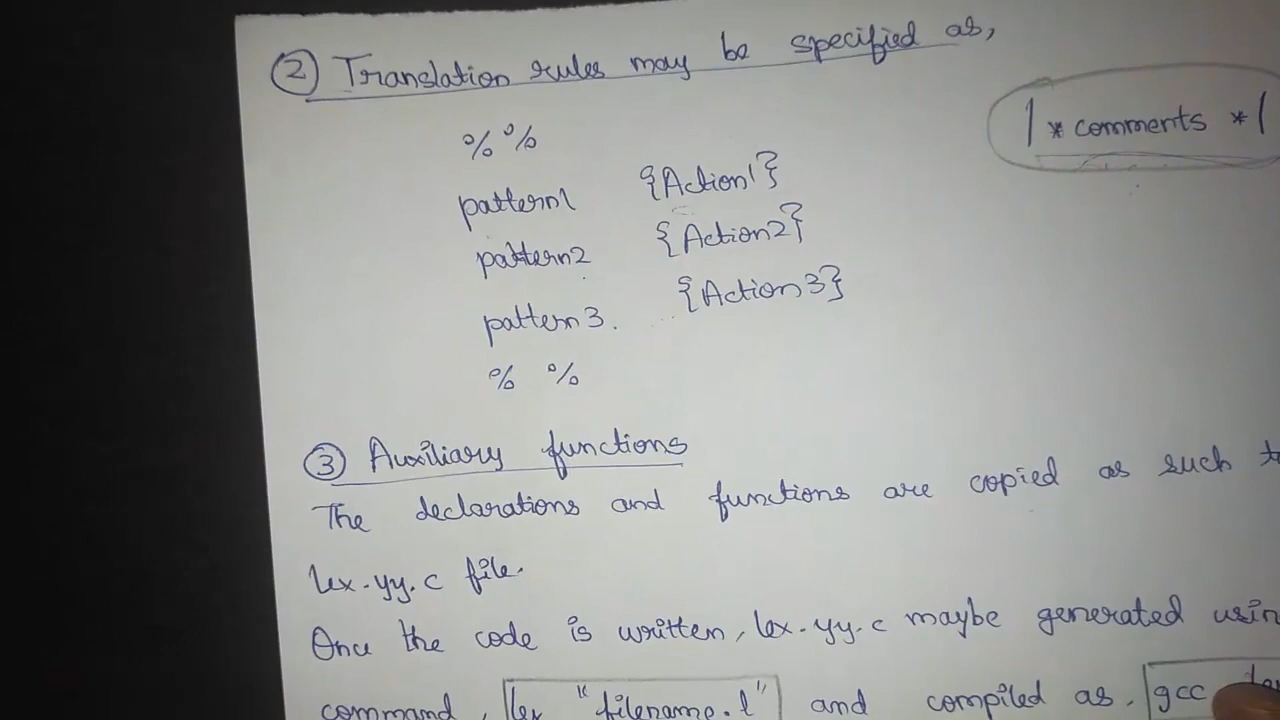 ② Translation rules may be specified as,
|* comments *|
%%
pattern1 {Action1}
pattern2 {Action2}
pattern3. {Action3}
% %
③ Auxiliary functions
The declarations and functions are copied as such
lex.yy.c file.
Once the code is written, lex.yy.c maybe generated
command, lex "filename.l" and compiled as. gcc